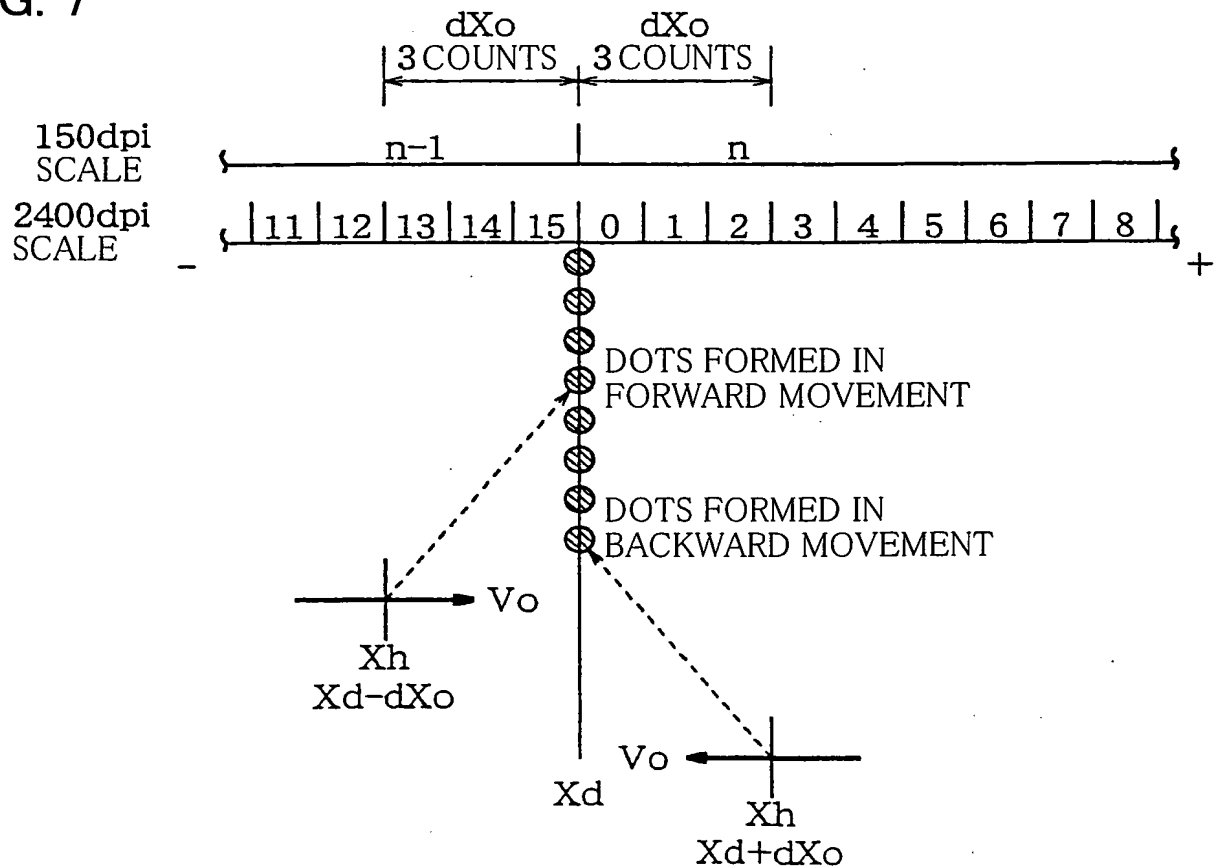 G. 7
dXo dXo
3 COUNTS 3 COUNTS
150dpi
SCALE
n-1 n
2400dpi
SCALE
11 12 13 14 15 0 1 2 3 4 5 6 7 8
- +
DOTS FORMED IN
FORWARD MOVEMENT
DOTS FORMED IN
BACKWARD MOVEMENT
Vo
Xh
Xd-dXo
Vo
Xd
Xh
Xd+dXo